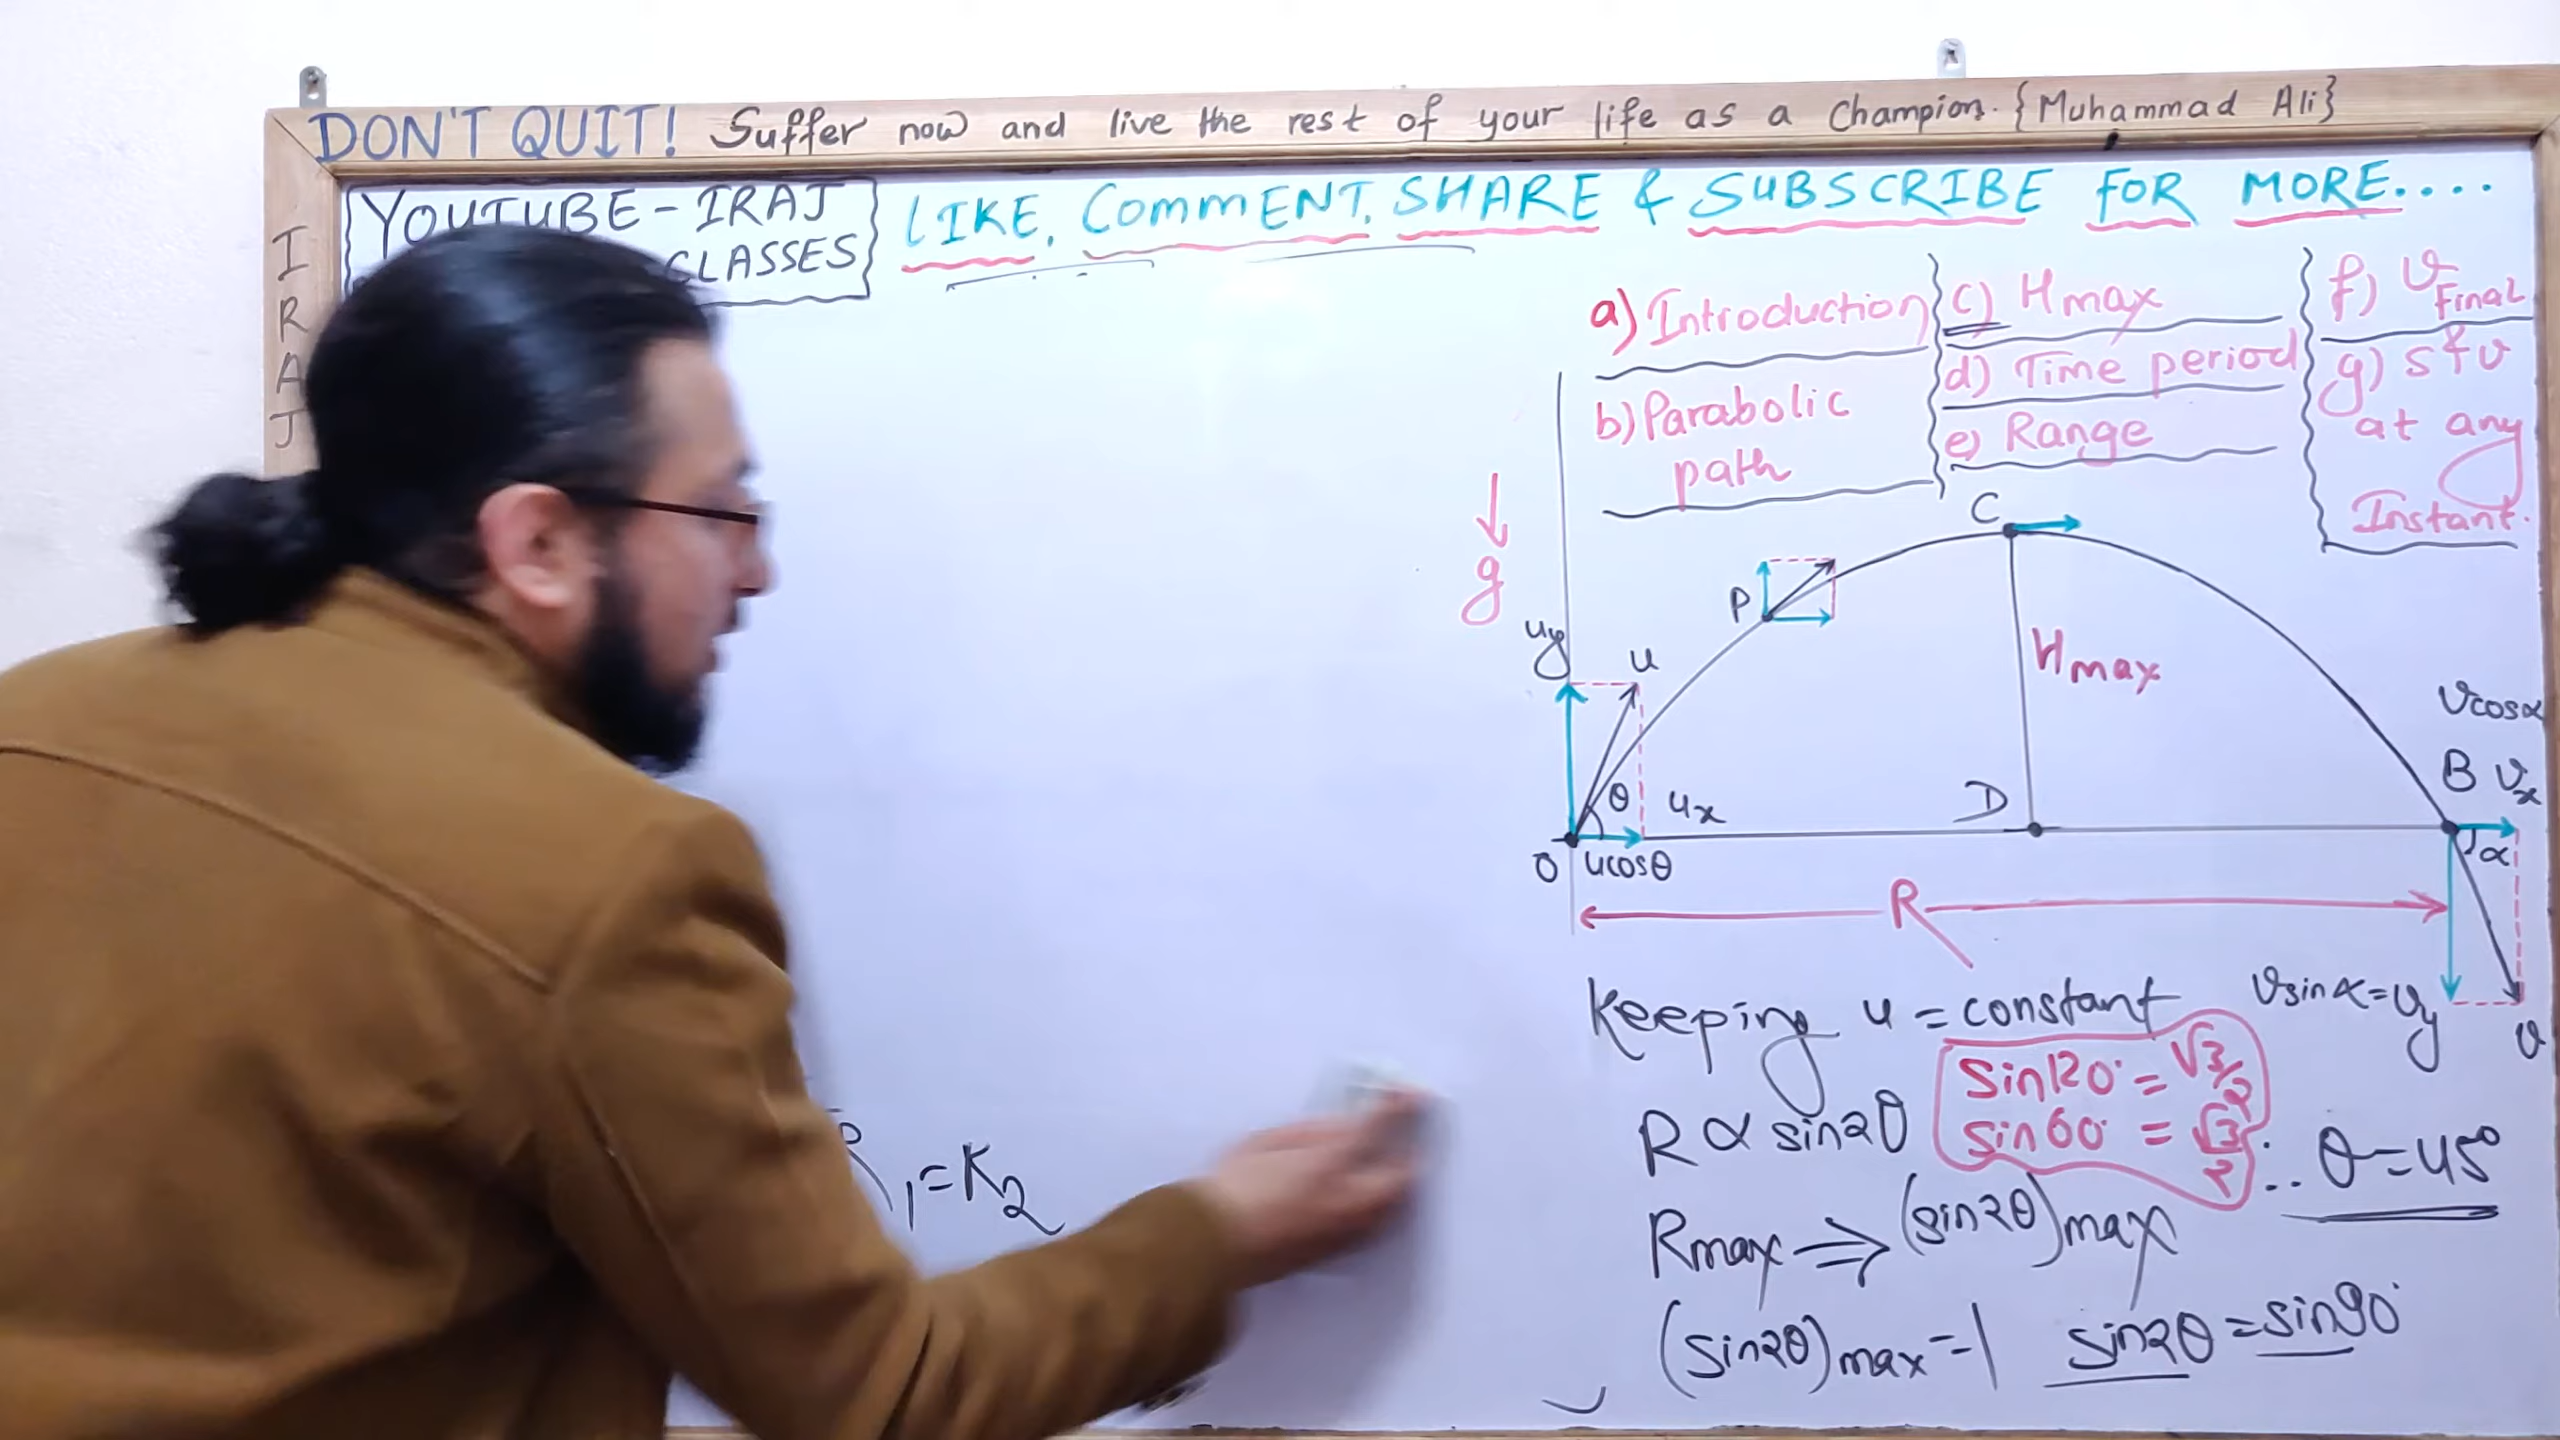 DON'T QUIT! Suffer now and live the rest of your life as a Champion. {Muhammad Ali}
IRAJ
YOUTUBE - IRAJ
CLASSES
LIKE, COMMENT, SHARE & SUBSCRIBE FOR MORE....
a) Introduction
b) Parabolic
path
c) Hmax
d) Time period
e) Range
f) v Final
g) s & v
at any
Instant.
g
C
P
uy
u
Hmax
θ
ux
D
O
ucosθ
vcosα
B vx
α
R
vsinα = vy
v
Keeping u = constant
R ∝ sin2θ
sin120° = √3/2
sin60° = √3/2
∴ θ = 45°
Rmax ⇒ (sin2θ)max
(sin2θ)max = 1 sin2θ = sin90°
R1 = K2